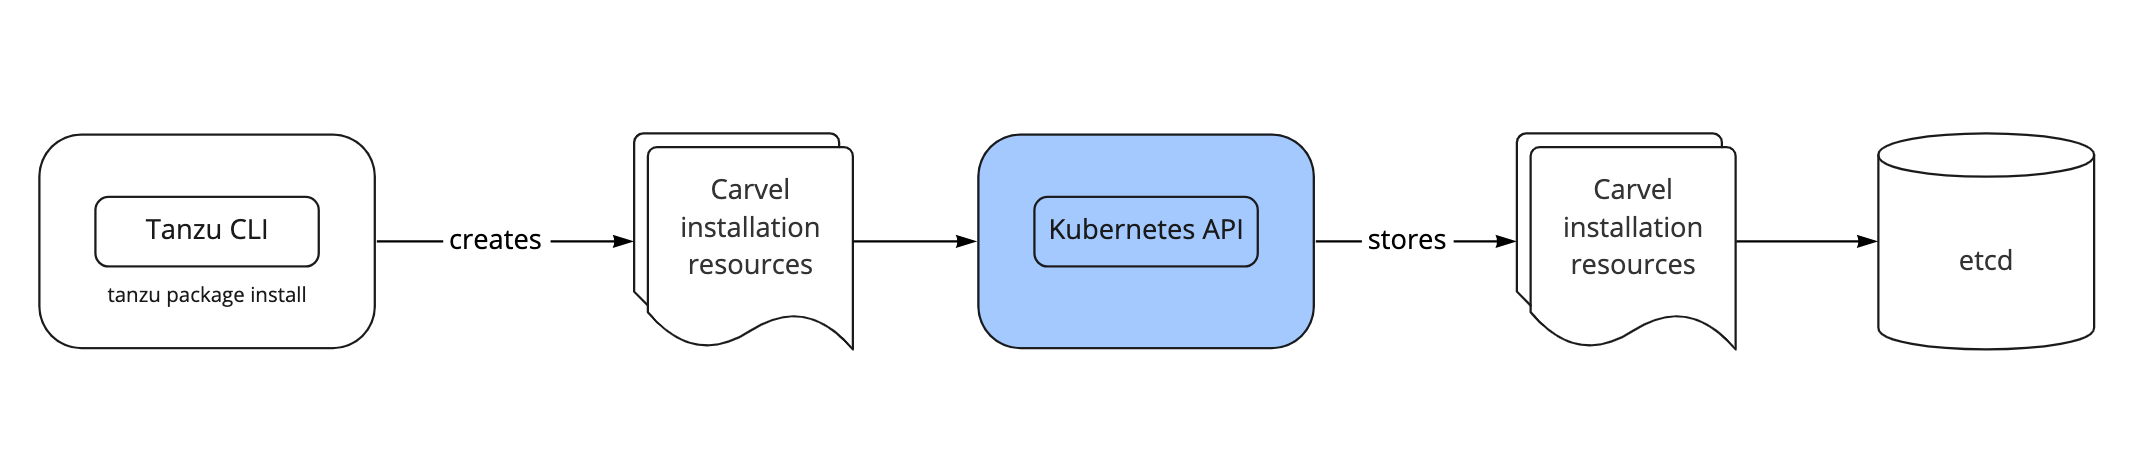 Tanzu CLI
tanzu package install
creates
Carvel
installation
resources
Kubernetes API
stores
Carvel
installation
resources
etcd